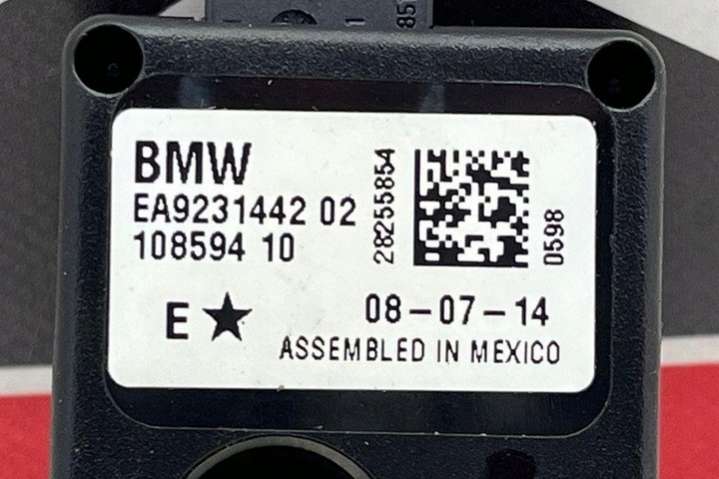 BMW
EA9231442 02
108594 10
28255854
0598
E★
08-07-14
ASSEMBLED IN MEXICO